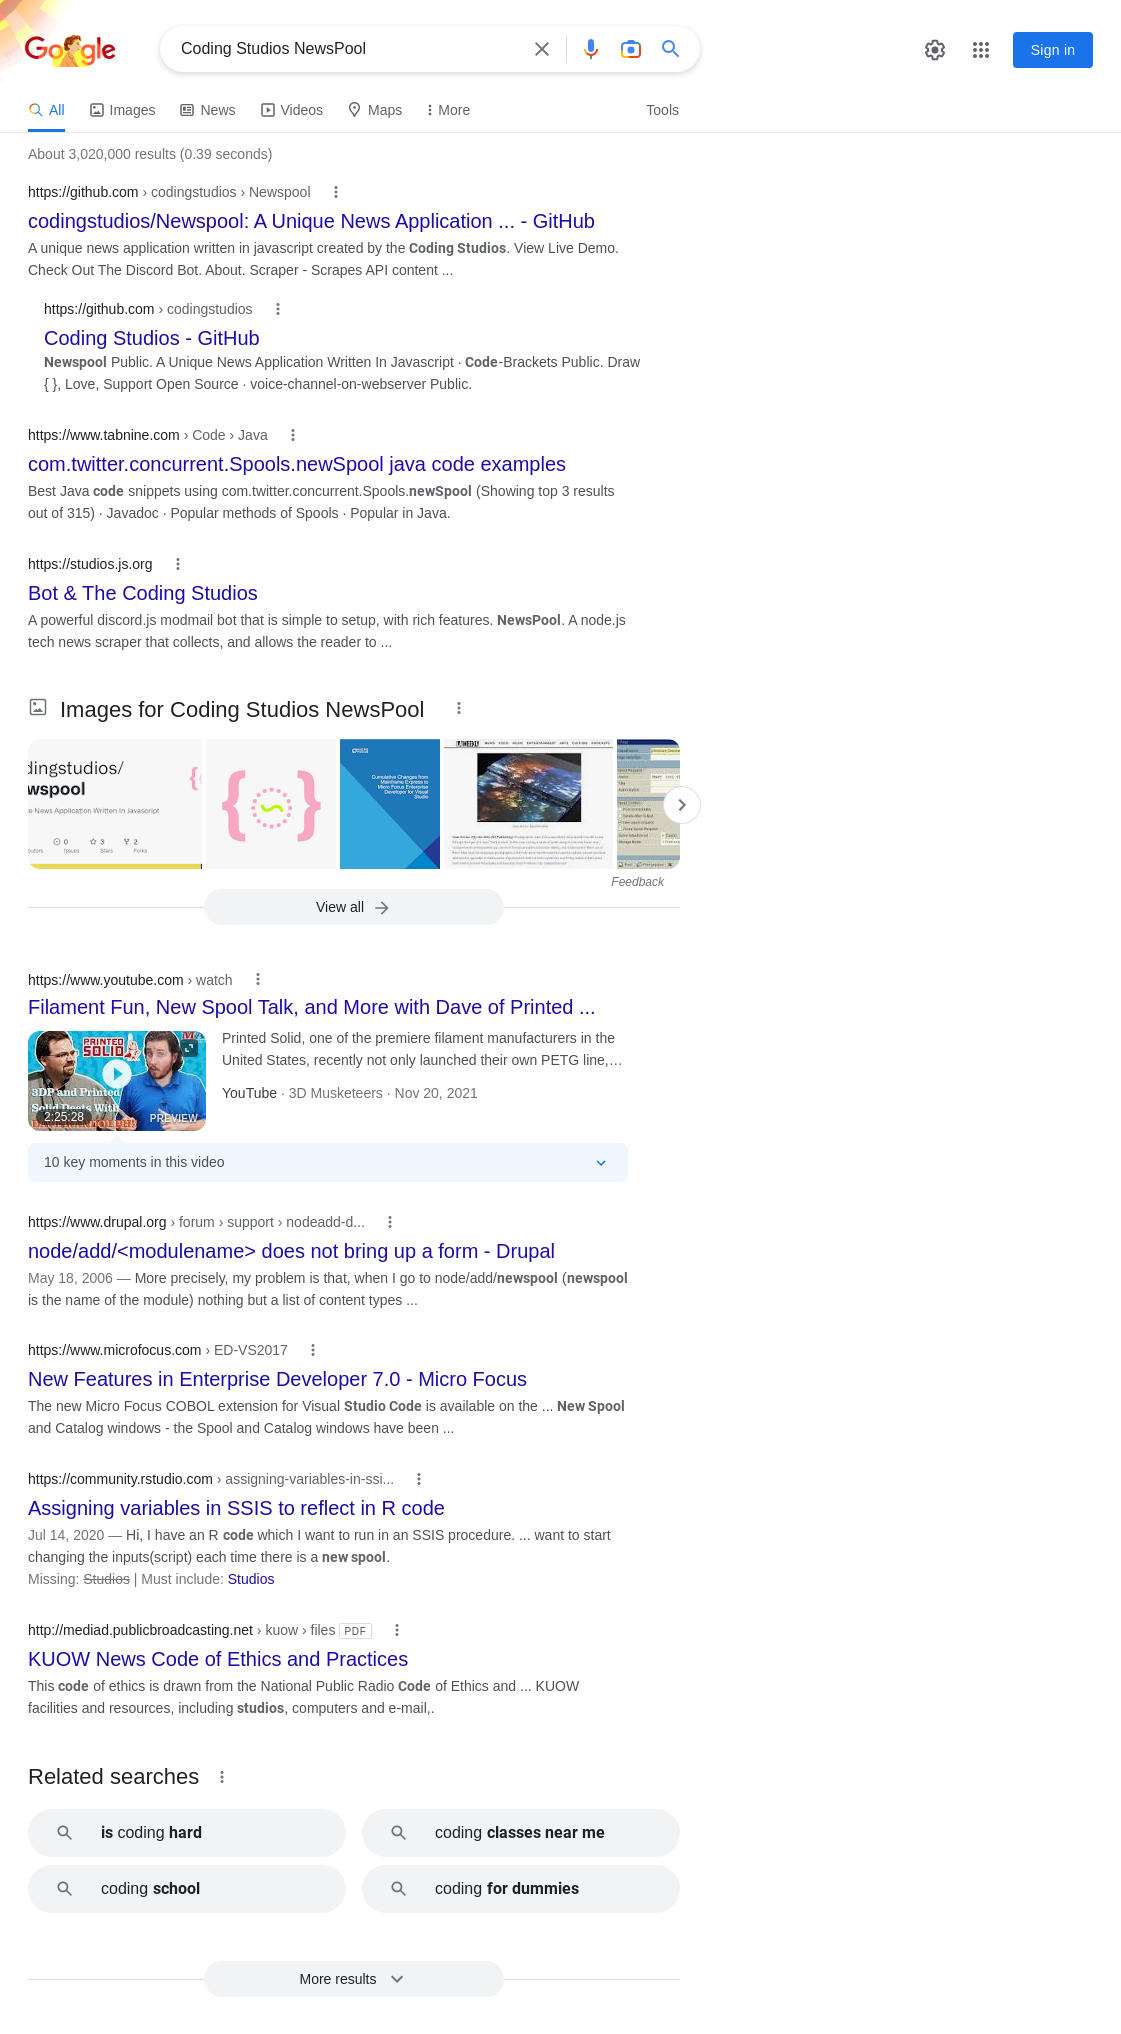 Google
Coding Studios NewsPool
Sign in
All Images News Videos Maps More Tools
About 3,020,000 results (0.39 seconds)
https://github.com › codingstudios › Newspool
codingstudios/Newspool: A Unique News Application ... - GitHub
A unique news application written in javascript created by the Coding Studios. View Live Demo.
Check Out The Discord Bot. About. Scraper - Scrapes API content ...
https://github.com › codingstudios
Coding Studios - GitHub
Newspool Public. A Unique News Application Written In Javascript · Code-Brackets Public. Draw
{ }, Love, Support Open Source · voice-channel-on-webserver Public.
https://www.tabnine.com › Code › Java
com.twitter.concurrent.Spools.newSpool java code examples
Best Java code snippets using com.twitter.concurrent.Spools.newSpool (Showing top 3 results
out of 315) · Javadoc · Popular methods of Spools · Popular in Java.
https://studios.js.org
Bot & The Coding Studios
A powerful discord.js modmail bot that is simple to setup, with rich features. NewsPool. A node.js
tech news scraper that collects, and allows the reader to ...
Images for Coding Studios NewsPool
dingstudios/
wspool
e News Application Written In Javascript
0 3 2
butors Issues Stars Forks
Cumulative Changes from
Mainframe Express to
Micro Focus Enterprise
Developer for Visual
Studio
Feedback
View all
https://www.youtube.com › watch
Filament Fun, New Spool Talk, and More with Dave of Printed ...
PRINTED
SOLID
3DP and Printed
Solid Deets With
2:25:28 PREVIEW
Printed Solid, one of the premiere filament manufacturers in the
United States, recently not only launched their own PETG line,…
YouTube · 3D Musketeers · Nov 20, 2021
10 key moments in this video
https://www.drupal.org › forum › support › nodeadd-d...
node/add/<modulename> does not bring up a form - Drupal
May 18, 2006 — More precisely, my problem is that, when I go to node/add/newspool (newspool
is the name of the module) nothing but a list of content types ...
https://www.microfocus.com › ED-VS2017
New Features in Enterprise Developer 7.0 - Micro Focus
The new Micro Focus COBOL extension for Visual Studio Code is available on the ... New Spool
and Catalog windows - the Spool and Catalog windows have been ...
https://community.rstudio.com › assigning-variables-in-ssi...
Assigning variables in SSIS to reflect in R code
Jul 14, 2020 — Hi, I have an R code which I want to run in an SSIS procedure. ... want to start
changing the inputs(script) each time there is a new spool.
Missing: Studios | Must include: Studios
http://mediad.publicbroadcasting.net › kuow › files PDF
KUOW News Code of Ethics and Practices
This code of ethics is drawn from the National Public Radio Code of Ethics and ... KUOW
facilities and resources, including studios, computers and e-mail,.
Related searches
is coding hard
coding classes near me
coding school
coding for dummies
More results